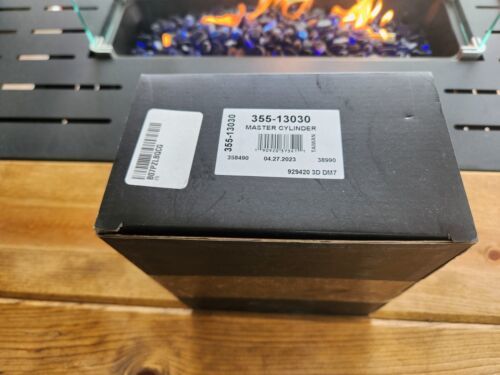 355-13030
355-13030
MASTER CYLINDER
TAIWAN
358490 04.27.2023 38990
929420 3D DM7